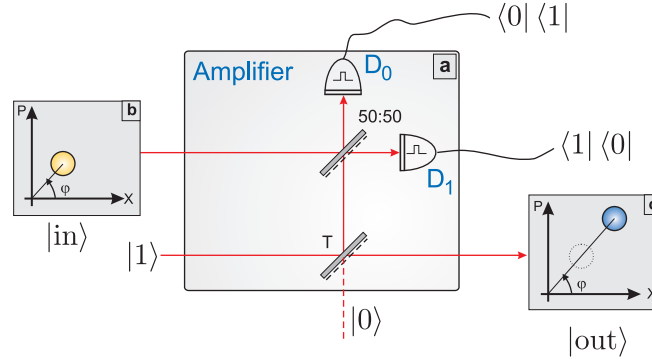 ⟨0| ⟨1|
Amplifier
a
D₀
50:50
b
P
φ
X
|in⟩
D₁
⟨1| ⟨0|
|1⟩
T
|0⟩
P
φ
X
|out⟩